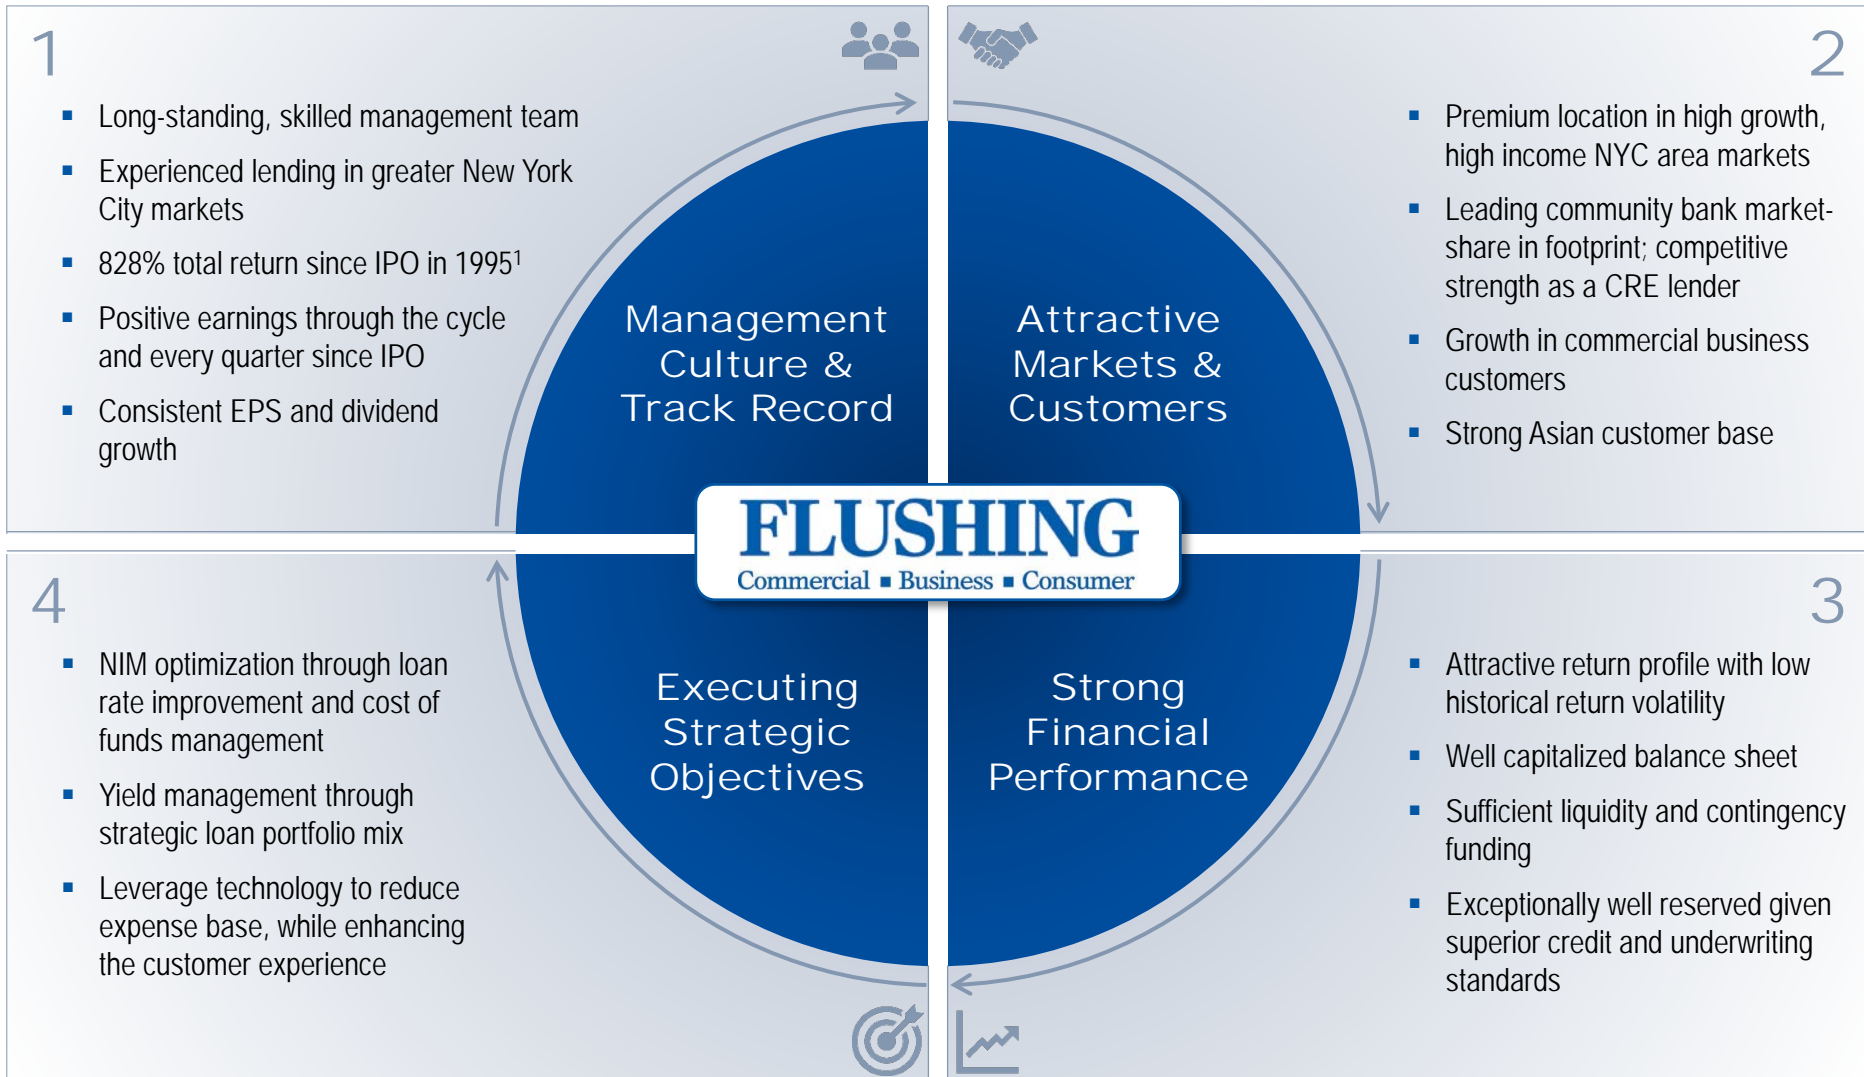 1
▪ Long-standing, skilled management team
▪ Experienced lending in greater New York
City markets
▪ 828% total return since IPO in 1995¹
▪ Positive earnings through the cycle
and every quarter since IPO
▪ Consistent EPS and dividend
growth
Management
Culture &
Track Record
2
▪ Premium location in high growth,
high income NYC area markets
▪ Leading community bank market-
share in footprint; competitive
strength as a CRE lender
▪ Growth in commercial business
customers
▪ Strong Asian customer base
Attractive
Markets &
Customers
FLUSHING
Commercial ▪ Business ▪ Consumer
3
▪ Attractive return profile with low
historical return volatility
▪ Well capitalized balance sheet
▪ Sufficient liquidity and contingency
funding
▪ Exceptionally well reserved given
superior credit and underwriting
standards
Strong
Financial
Performance
4
▪ NIM optimization through loan
rate improvement and cost of
funds management
▪ Yield management through
strategic loan portfolio mix
▪ Leverage technology to reduce
expense base, while enhancing
the customer experience
Executing
Strategic
Objectives